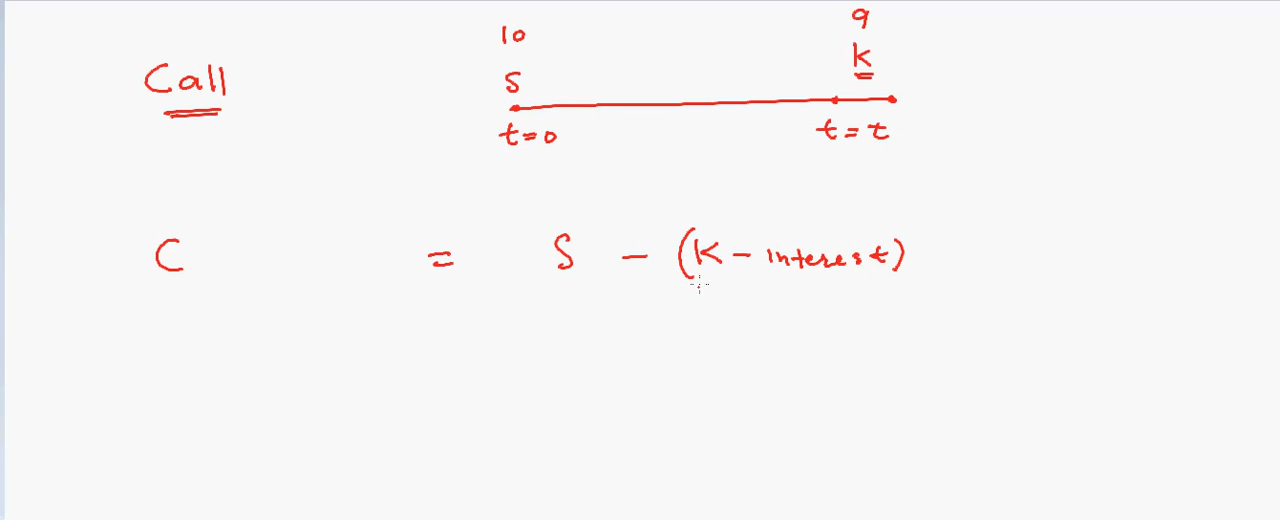 10
9
Call
S
K
t=0
t=t
C = S - (K - interest)